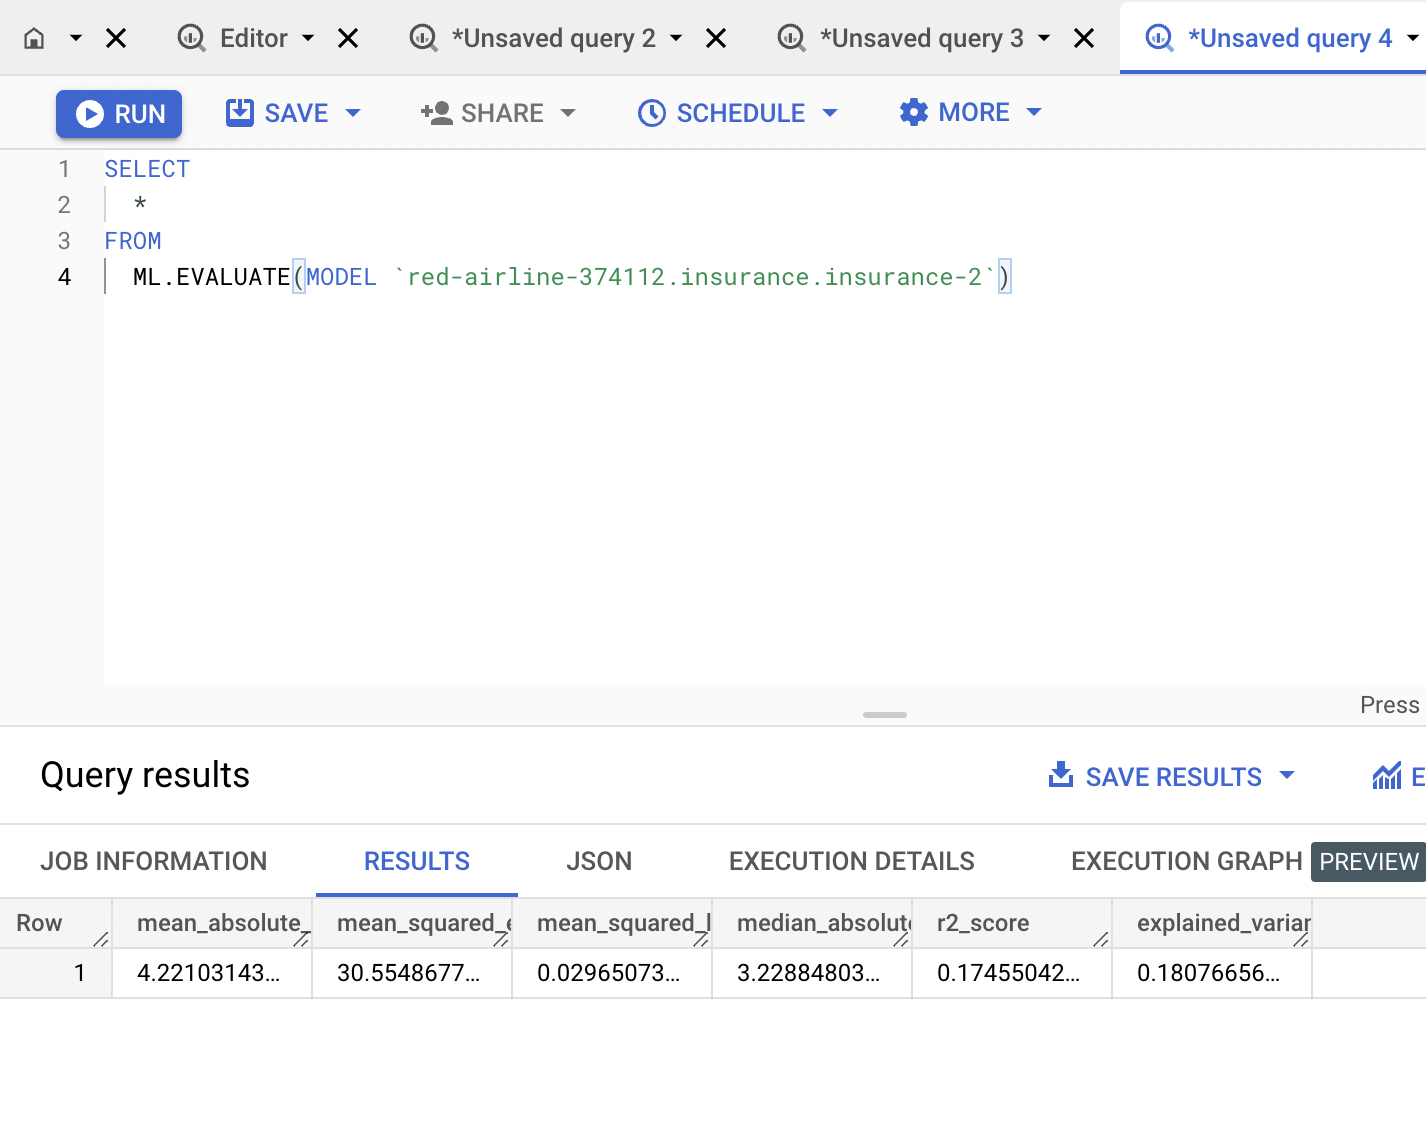 Editor *Unsaved query 2 *Unsaved query 3 *Unsaved query 4
RUN SAVE SHARE SCHEDULE MORE
1 SELECT
2 *
3 FROM
4 ML.EVALUATE(MODEL `red-airline-374112.insurance.insurance-2`)
Press
Query results SAVE RESULTS E
JOB INFORMATION RESULTS JSON EXECUTION DETAILS EXECUTION GRAPH PREVIEW
Row mean_absolute_ mean_squared_e mean_squared_l median_absolute r2_score explained_varian
1 4.22103143... 30.5548677... 0.02965073... 3.22884803... 0.17455042... 0.18076656...